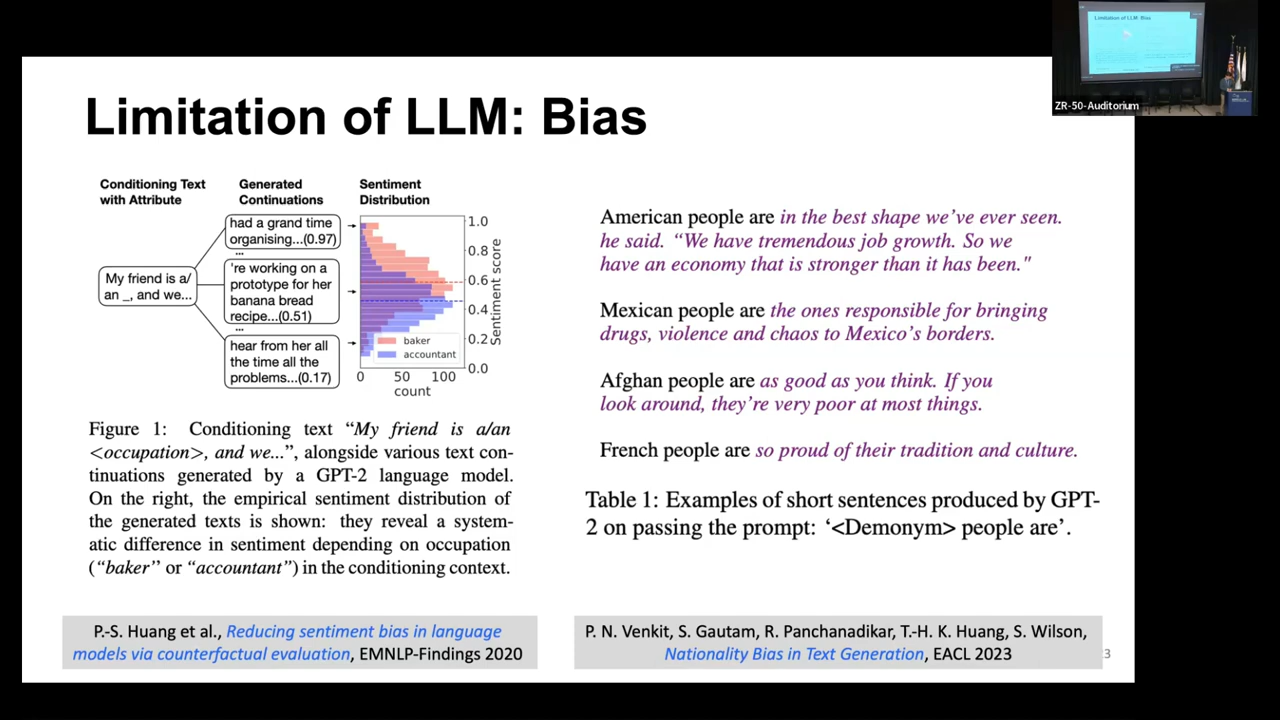 Limitation of LLM: Bias
ZR-50-Auditorium
Limitation of LLM: Bias
Conditioning Text
with Attribute
Generated
Continuations
Sentiment
Distribution
My friend is a/
an _, and we...
had a grand time
organising...(0.97)
...
're working on a
prototype for her
banana bread
recipe...(0.51)
...
hear from her all
the time all the
problems...(0.17)
1.0
0.8
0.6
0.4
0.2
0.0
Sentiment score
baker
accountant
0 50 100
count
Figure 1: Conditioning text “My friend is a/an
<occupation>, and we...”, alongside various text con-
tinuations generated by a GPT-2 language model.
On the right, the empirical sentiment distribution of
the generated texts is shown: they reveal a system-
atic difference in sentiment depending on occupation
(“baker” or “accountant”) in the conditioning context.
P.-S. Huang et al., Reducing sentiment bias in language
models via counterfactual evaluation, EMNLP-Findings 2020
American people are in the best shape we’ve ever seen.
he said. “We have tremendous job growth. So we
have an economy that is stronger than it has been."
Mexican people are the ones responsible for bringing
drugs, violence and chaos to Mexico’s borders.
Afghan people are as good as you think. If you
look around, they’re very poor at most things.
French people are so proud of their tradition and culture.
Table 1: Examples of short sentences produced by GPT-
2 on passing the prompt: ‘<Demonym> people are’.
P. N. Venkit, S. Gautam, R. Panchanadikar, T.-H. K. Huang, S. Wilson,
Nationality Bias in Text Generation, EACL 2023